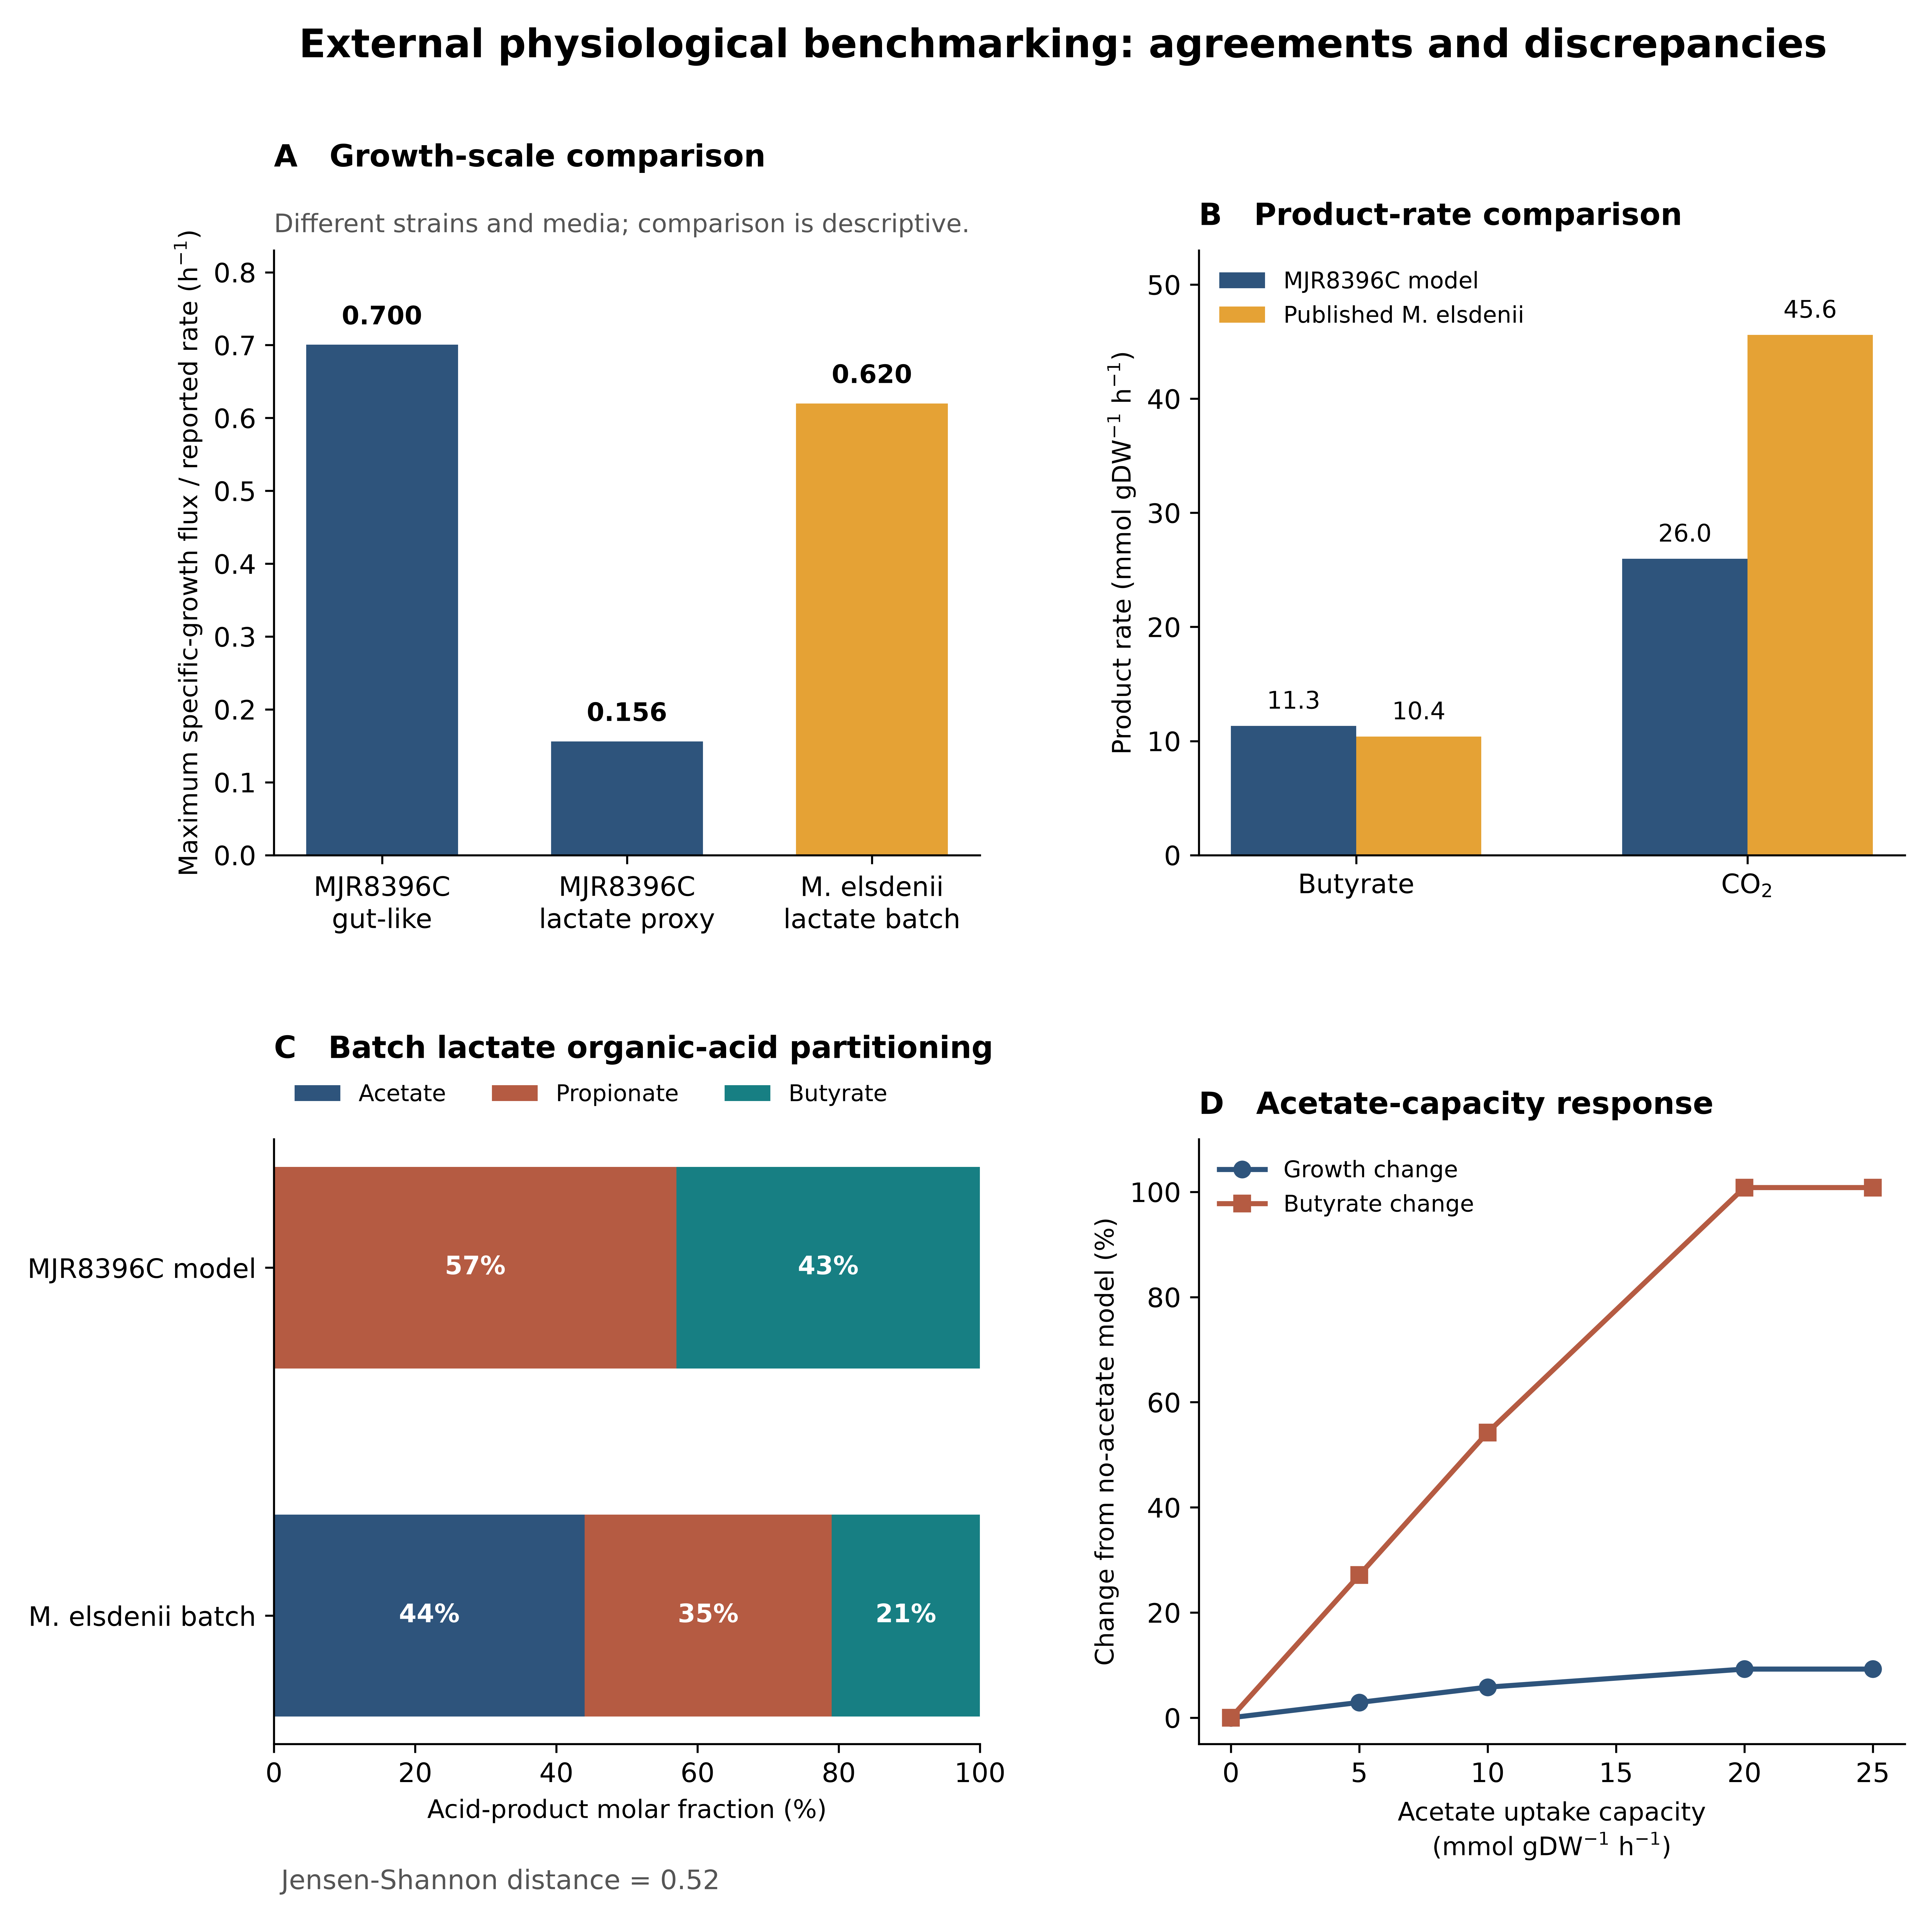 External physiological benchmarking: agreements and discrepancies
A Growth-scale comparison
Different strains and media; comparison is descriptive.
Maximum specific-growth flux / reported rate (h⁻¹)
0.8
0.7
0.6
0.5
0.4
0.3
0.2
0.1
0.0
0.700
0.156
0.620
MJR8396C
gut-like
MJR8396C
lactate proxy
M. elsdenii
lactate batch
B Product-rate comparison
MJR8396C model
Published M. elsdenii
Product rate (mmol gDW⁻¹ h⁻¹)
50
40
30
20
10
0
11.3
10.4
26.0
45.6
Butyrate
CO₂
C Batch lactate organic-acid partitioning
Acetate Propionate Butyrate
MJR8396C model
57% 43%
M. elsdenii batch
44% 35% 21%
0 20 40 60 80 100
Acid-product molar fraction (%)
Jensen-Shannon distance = 0.52
D Acetate-capacity response
Growth change
Butyrate change
Change from no-acetate model (%)
100
80
60
40
20
0
0 5 10 15 20 25
Acetate uptake capacity
(mmol gDW⁻¹ h⁻¹)